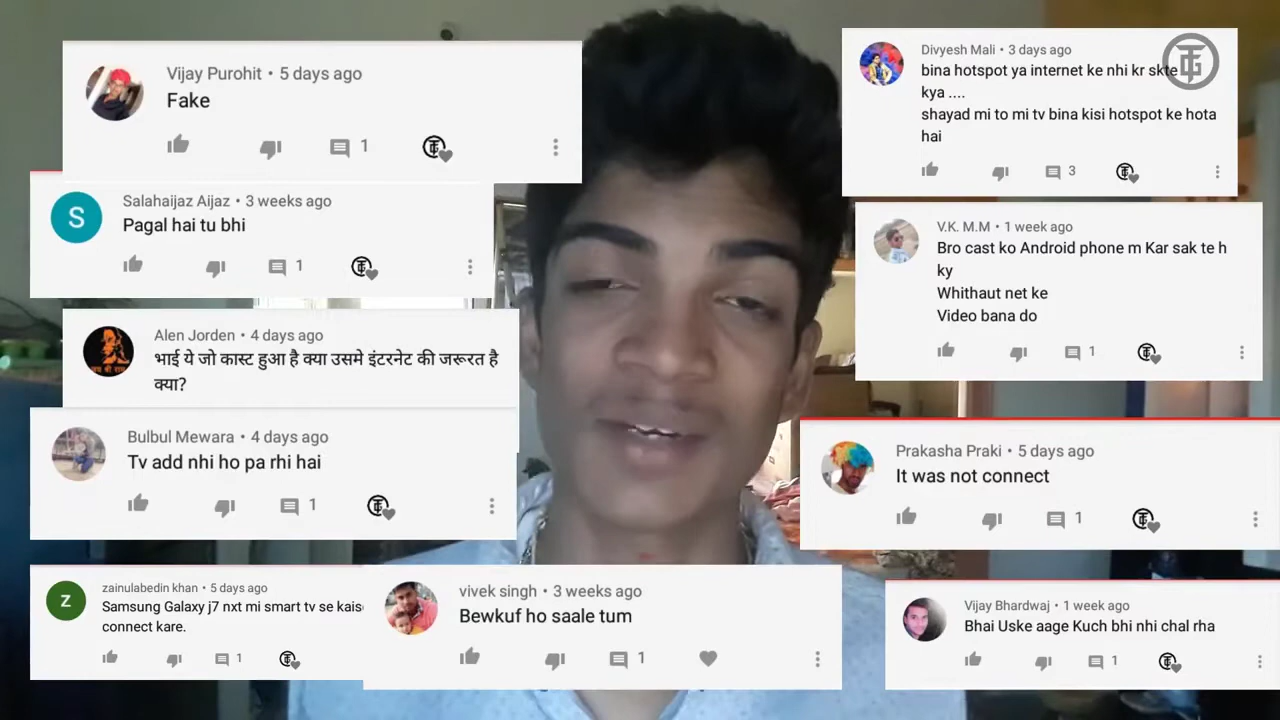 Vijay Purohit • 5 days ago
Fake
1
Salahaijaz Aijaz • 3 weeks ago
Pagal hai tu bhi
1
Alen Jorden • 4 days ago
भाई ये जो कास्ट हुआ है क्या उसमे इंटरनेट की जरूरत है
क्या?
Bulbul Mewara • 4 days ago
Tv add nhi ho pa rhi hai
1
zainulabedin khan • 5 days ago
Samsung Galaxy j7 nxt mi smart tv se kais
connect kare.
1
vivek singh • 3 weeks ago
Bewkuf ho saale tum
1
Divyesh Mali • 3 days ago
bina hotspot ya internet ke nhi kr skte
kya ....
shayad mi to mi tv bina kisi hotspot ke hota
hai
3
V.K. M.M • 1 week ago
Bro cast ko Android phone m Kar sak te h
ky
Whithaut net ke
Video bana do
1
Prakasha Praki • 5 days ago
It was not connect
1
Vijay Bhardwaj • 1 week ago
Bhai Uske aage Kuch bhi nhi chal rha
1
S
Z